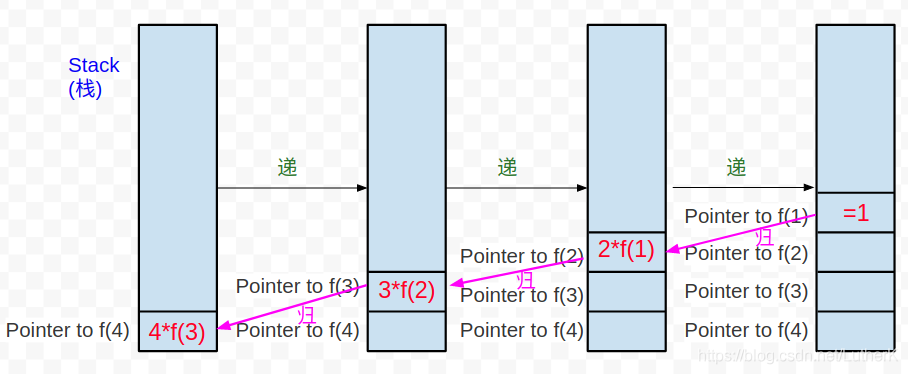 Stack
(栈)
递
递
递
Pointer to f(1)
=1
Pointer to f(2)
2*f(1)
归
Pointer to f(2)
Pointer to f(3)
3*f(2)
归
Pointer to f(3)
Pointer to f(3)
Pointer to f(4)
4*f(3)
归
Pointer to f(4)
Pointer to f(4)
Pointer to f(4)
https://blog.csdn.net/LutherK